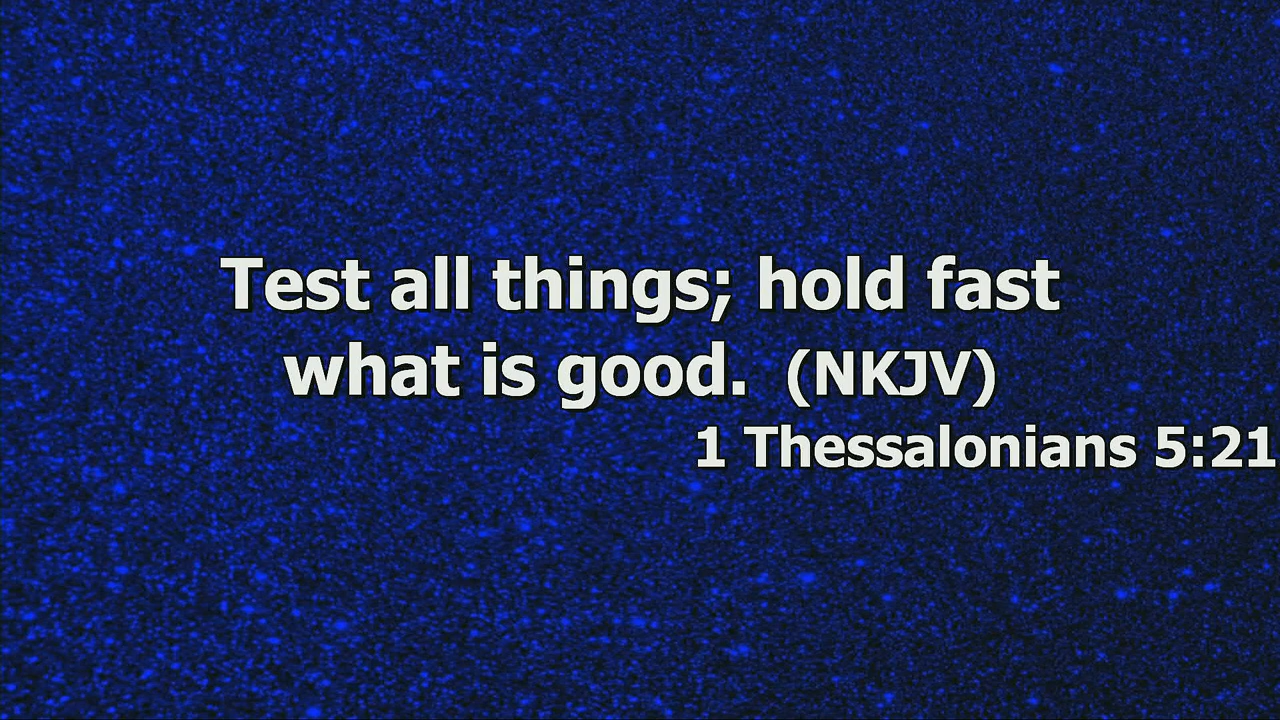 Test all things; hold fast
what is good. (NKJV)
1 Thessalonians 5:21